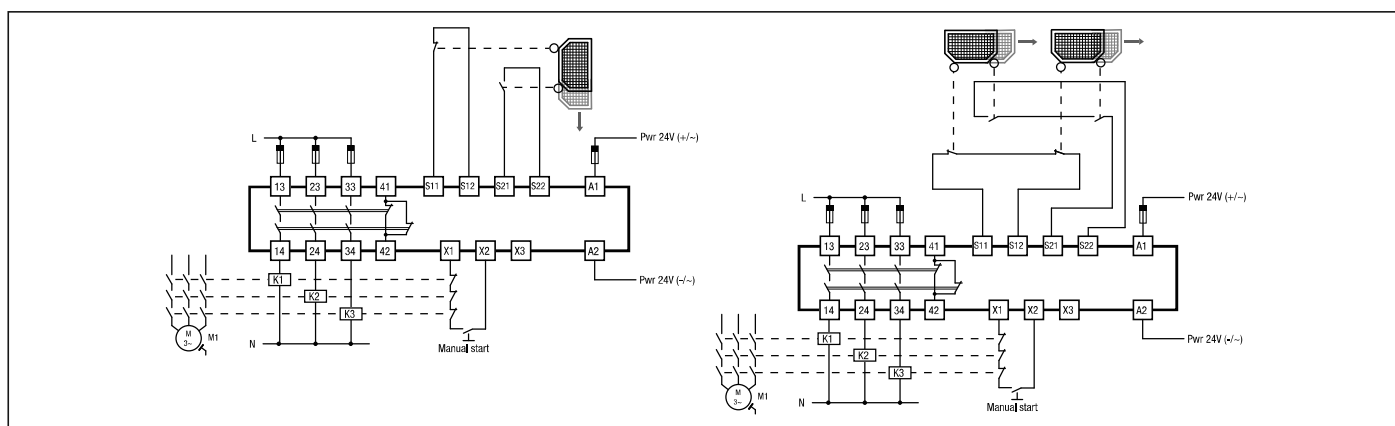 L
Pwr 24V (+/~)
13 23 33 41 S11 S12 S21 S22 A1
14 24 34 42 X1 X2 X3 A2
K1
Pwr 24V (–/~)
K2
K3
M
3~
M1
N
Manual start
L
Pwr 24V (+/~)
13 23 33 41 S11 S12 S21 S22 A1
14 24 34 42 X1 X2 X3 A2
K1
Pwr 24V (-/~)
K2
K3
M
3~
M1
N
Manual start